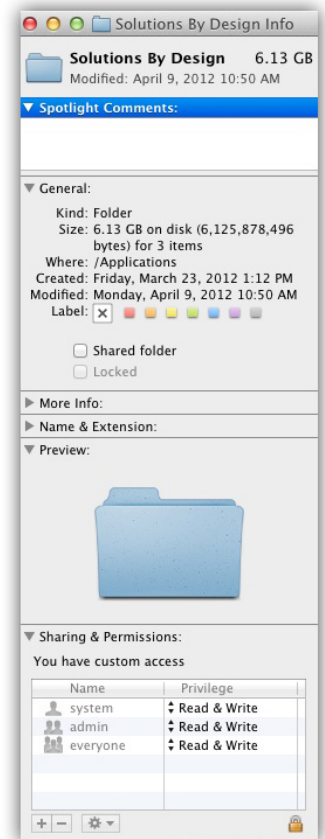 Solutions By Design Info
Solutions By Design 6.13 GB
Modified: April 9, 2012 10:50 AM
Spotlight Comments:
General:
Kind: Folder
Size: 6.13 GB on disk (6,125,878,496
bytes) for 3 items
Where: /Applications
Created: Friday, March 23, 2012 1:12 PM
Modified: Monday, April 9, 2012 10:50 AM
Label:
Shared folder
Locked
More Info:
Name & Extension:
Preview:
Sharing & Permissions:
You have custom access
Name Privilege
system Read & Write
admin Read & Write
everyone Read & Write